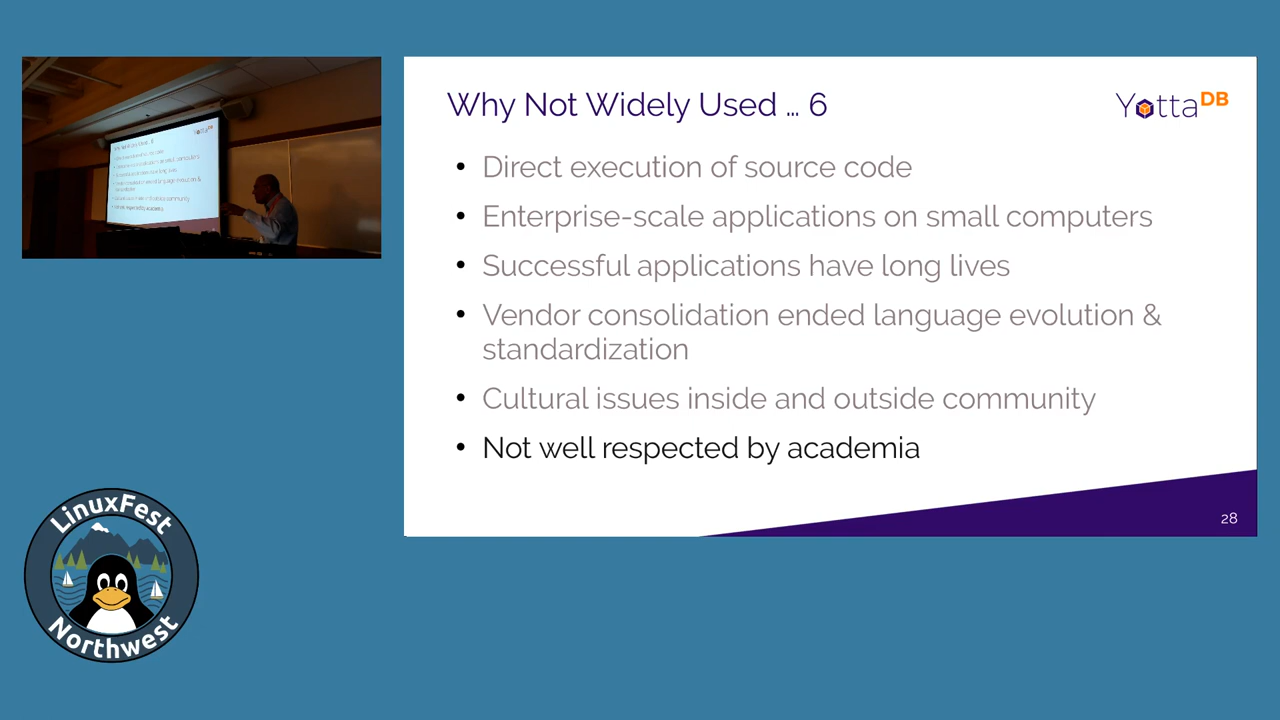 Why Not Widely Used ... 6
YottaDB
• Direct execution of source code
• Enterprise-scale applications on small computers
• Successful applications have long lives
• Vendor consolidation ended language evolution &
standardization
• Cultural issues inside and outside community
• Not well respected by academia
28
LinuxFest
Northwest